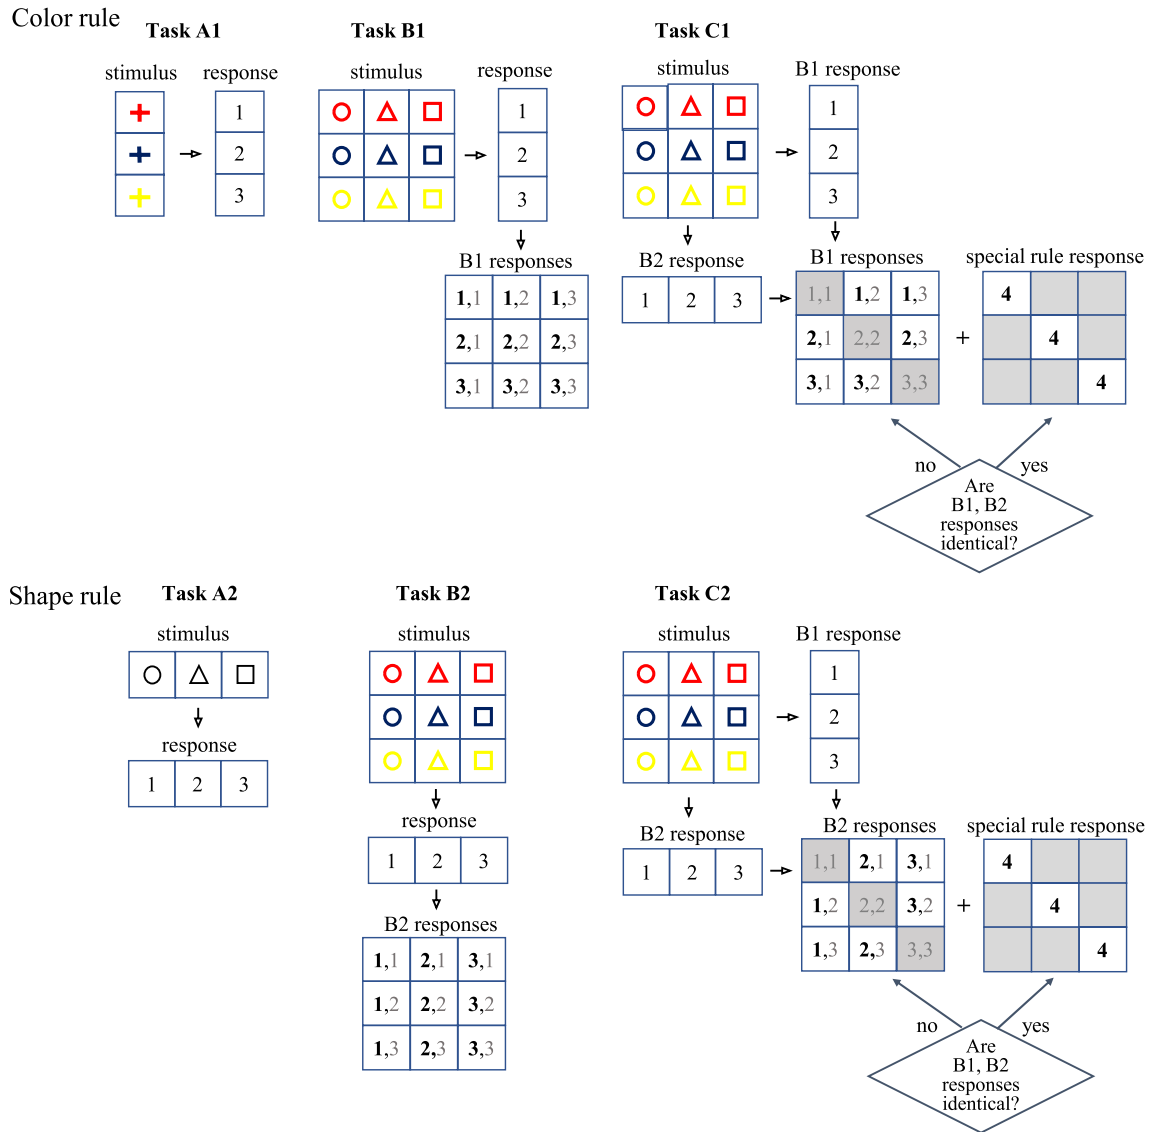 Color rule
Task A1
Task B1
Task C1
stimulus
response
1
2
3
stimulus
response
1
2
3
B1 responses
1,1 1,2 1,3
2,1 2,2 2,3
3,1 3,2 3,3
stimulus
B1 response
1
2
3
B2 response
1 2 3
B1 responses
1,1 1,2 1,3
2,1 2,2 2,3
3,1 3,2 3,3
+
special rule response
4
4
4
no
yes
Are
B1, B2
responses
identical?
Shape rule
Task A2
Task B2
Task C2
stimulus
response
1 2 3
stimulus
response
1 2 3
B2 responses
1,1 2,1 3,1
1,2 2,2 3,2
1,3 2,3 3,3
stimulus
B1 response
1
2
3
B2 response
1 2 3
B2 responses
1,1 2,1 3,1
1,2 2,2 3,2
1,3 2,3 3,3
+
special rule response
4
4
4
no
yes
Are
B1, B2
responses
identical?